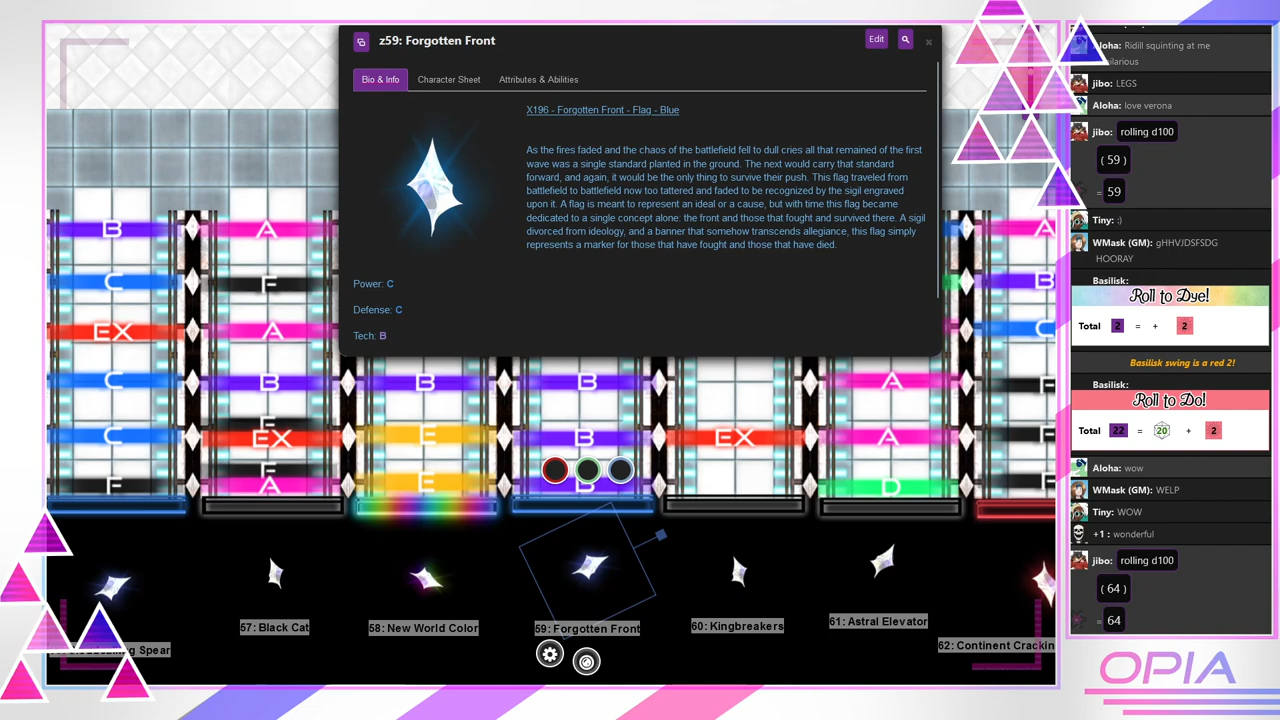 z59: Forgotten Front
Edit
Bio & Info
Character Sheet
Attributes & Abilities
X196 - Forgotten Front - Flag - Blue
As the fires faded and the chaos of the battlefield fell to dull cries all that remained of the first
wave was a single standard planted in the ground. The next would carry that standard
forward, and again, it would be the only thing to survive their push. This flag traveled from
battlefield to battlefield now too tattered and faded to be recognized by the sigil engraved
upon it. A flag is meant to represent an ideal or a cause, but with time this flag became
dedicated to a single concept alone: the front and those that fought and survived there. A sigil
divorced from ideology, and a banner that somehow transcends allegiance, this flag simply
represents a marker for those that have fought and those that have died.
Power: C
Defense: C
Tech: B
B
C
EX
C
C
F
A
F
A
B
F
EX
F
A
B
E
E
B
B
B
EX
A
A
D
A
B
C
F
F
F
Spear
57: Black Cat
58: New World Color
59: Forgotten Front
60: Kingbreakers
61: Astral Elevator
62: Continent Crackin
Aloha: Ridill squinting at me
jibo: LEGS
Aloha: love verona
jibo: rolling d100
( 59 )
= 59
Tiny: :)
WMask (GM): gHHVJDSFSDG
HOORAY
Basilisk:
Roll to Dye!
Total 2 = + 2
Basilisk swing is a red 2!
Basilisk:
Roll to Do!
Total 22 = 20 + 2
Aloha: wow
WMask (GM): WELP
Tiny: WOW
+1 : wonderful
jibo: rolling d100
( 64 )
= 64
OPIA